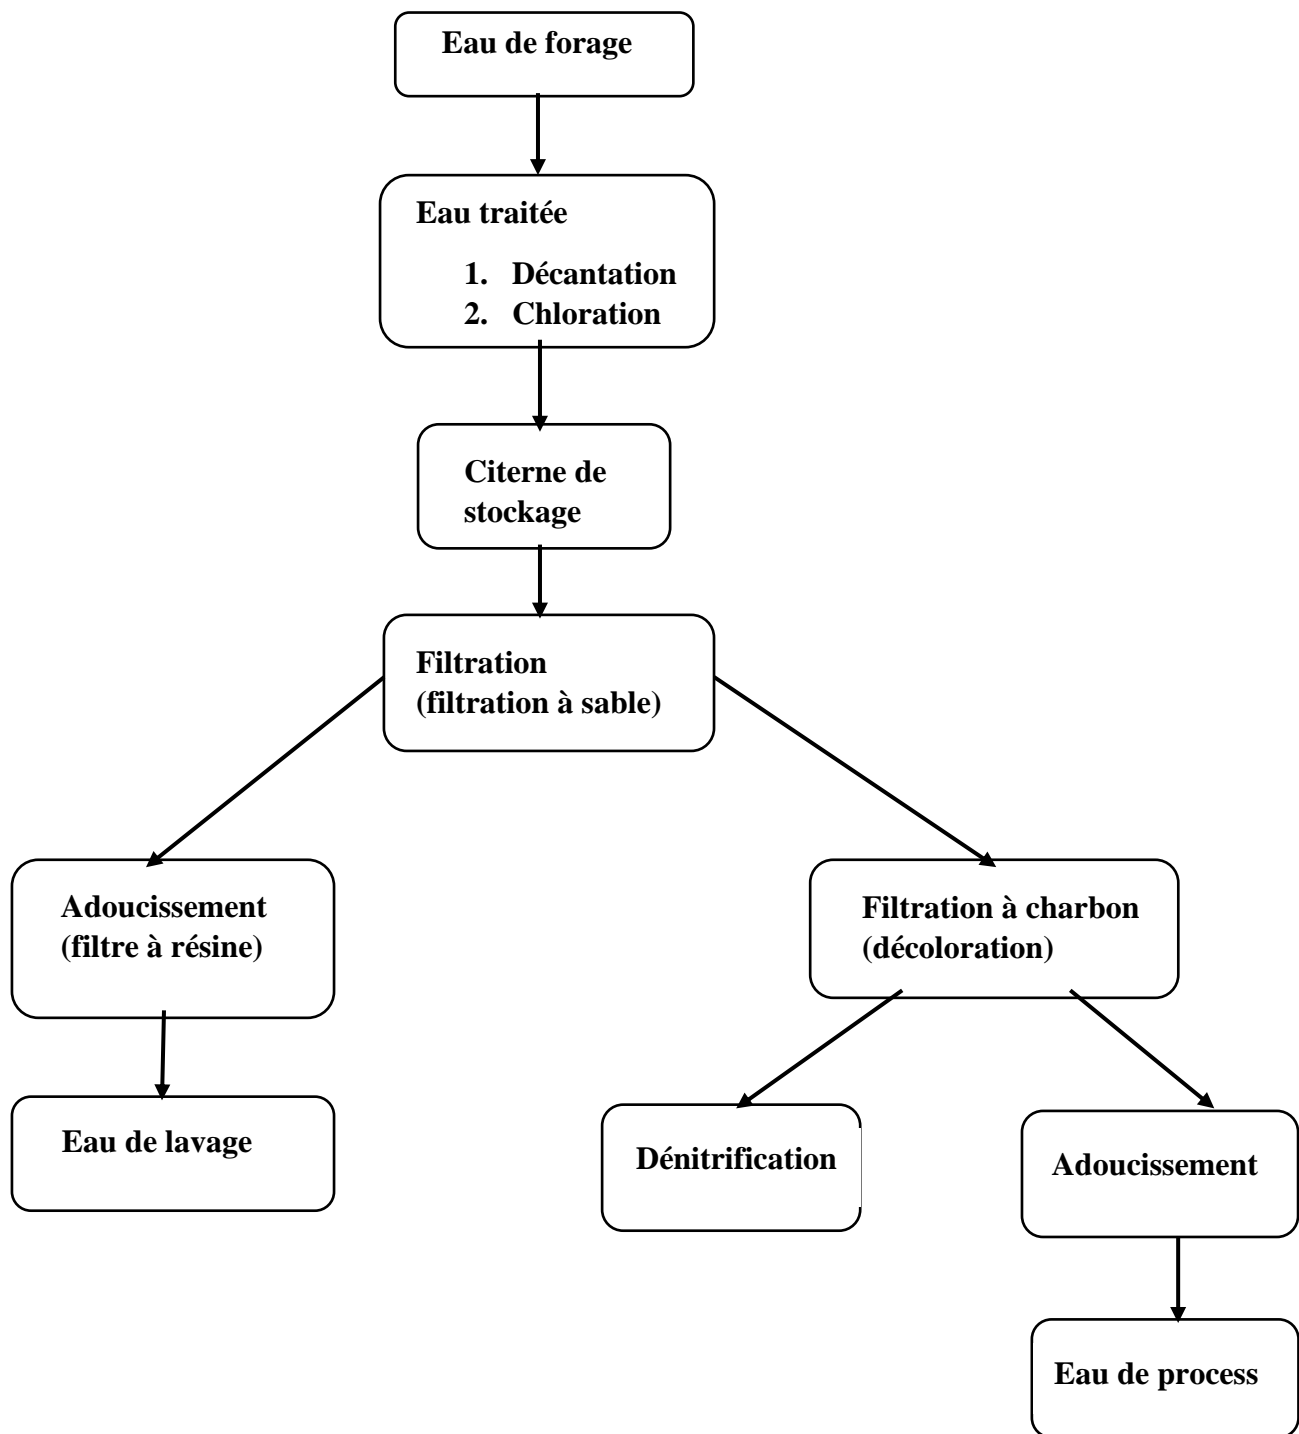 Eau de forage
Eau traitée
1. Décantation
2. Chloration
Citerne de
stockage
Filtration
(filtration à sable)
Adoucissement
(filtre à résine)
Filtration à charbon
(décoloration)
Eau de lavage
Dénitrification
Adoucissement
Eau de process